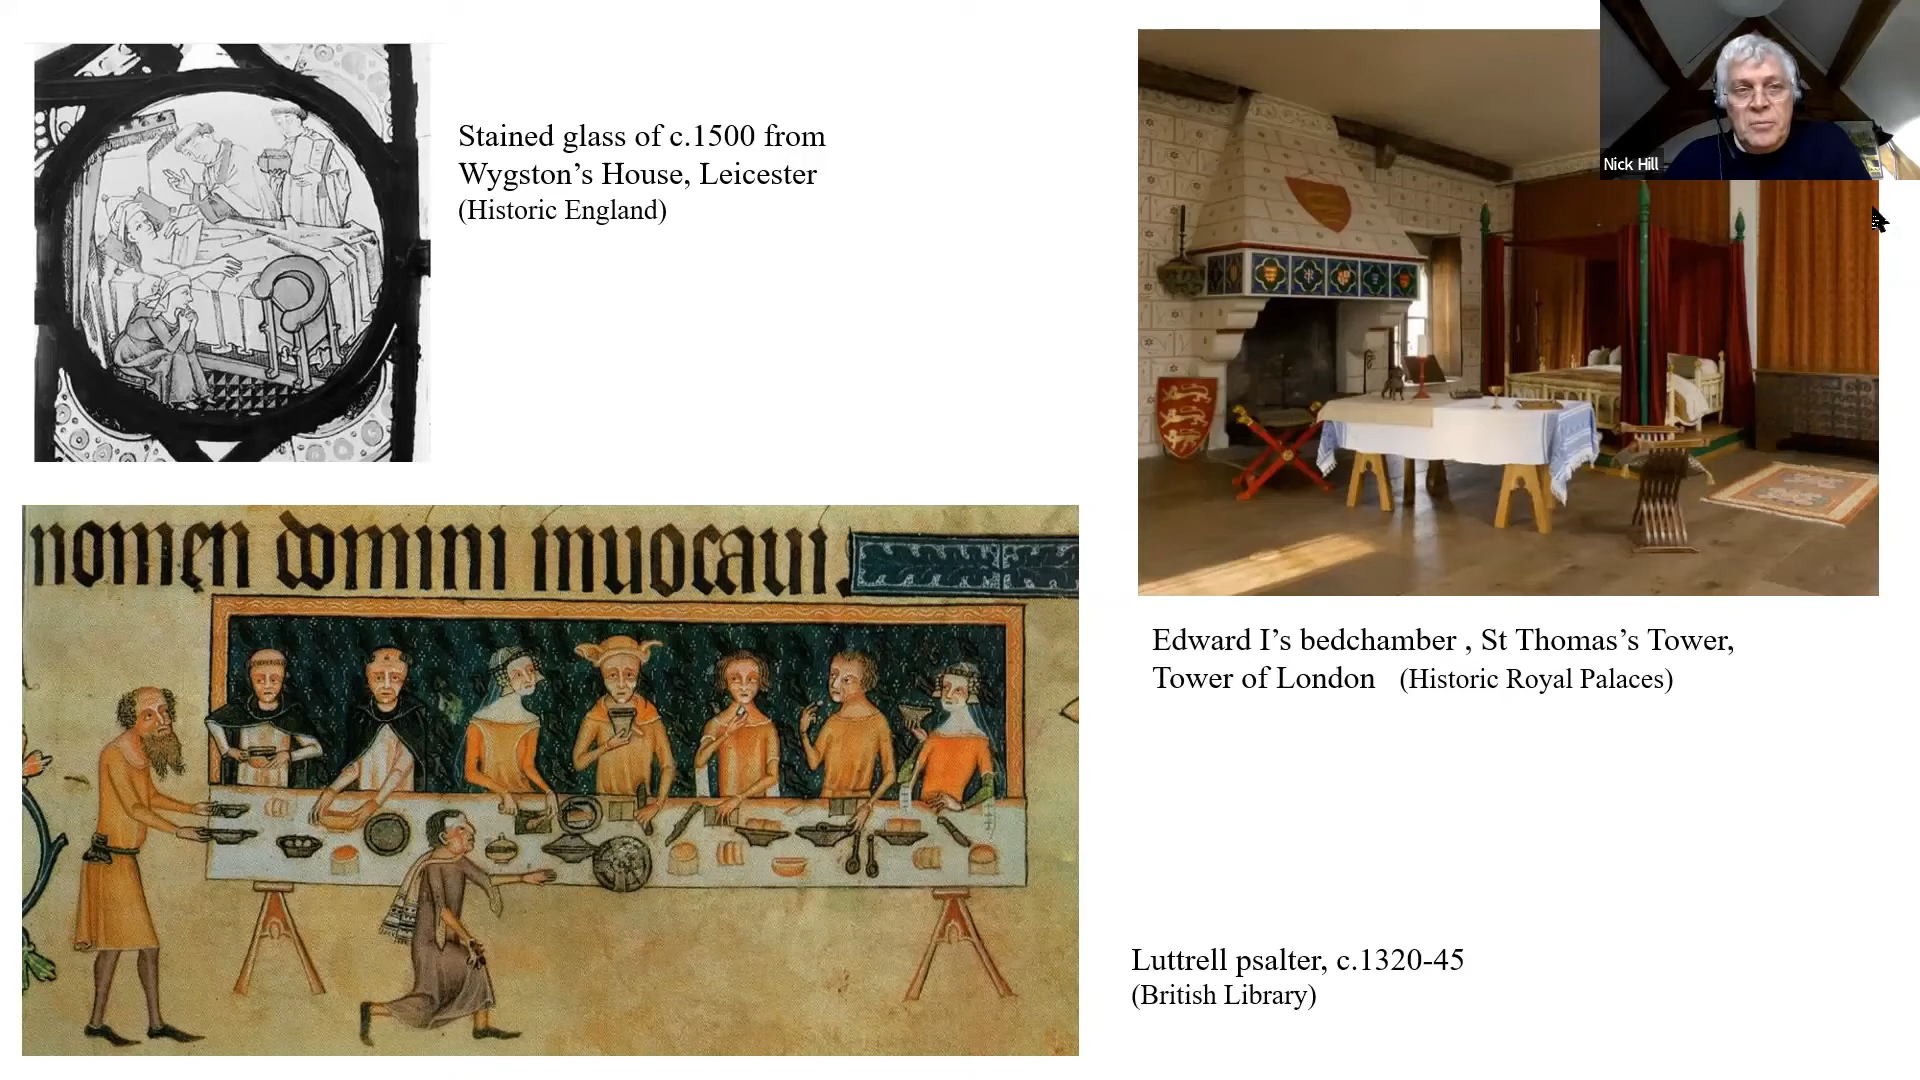 Stained glass of c.1500 from
Wygston’s House, Leicester
(Historic England)
Nick Hill
nomen domini inuocaui.
Edward I’s bedchamber , St Thomas’s Tower,
Tower of London (Historic Royal Palaces)
Luttrell psalter, c.1320-45
(British Library)